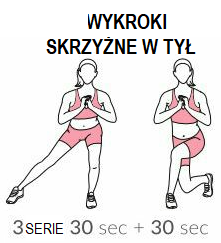 WYKROKI
SKRZYŻNE W TYŁ
3 SERIE 30 sec + 30 sec